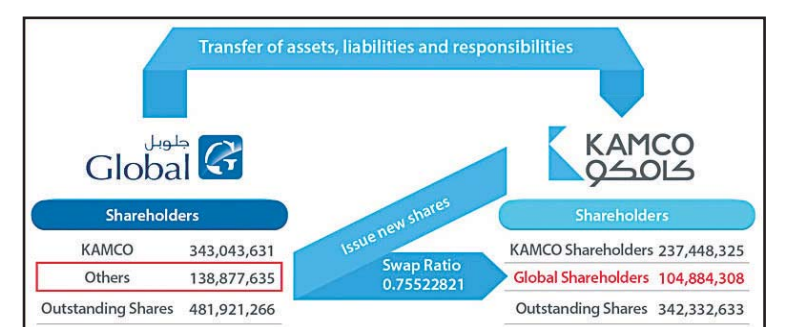 Transfer of assets, liabilities and responsibilities
جلوبل
Global
KAMCO
كامكو
Shareholders
KAMCO 343,043,631
Others 138,877,635
Outstanding Shares 481,921,266
Issue new shares
Swap Ratio
0.75522821
Shareholders
KAMCO Shareholders 237,448,325
Global Shareholders 104,884,308
Outstanding Shares 342,332,633